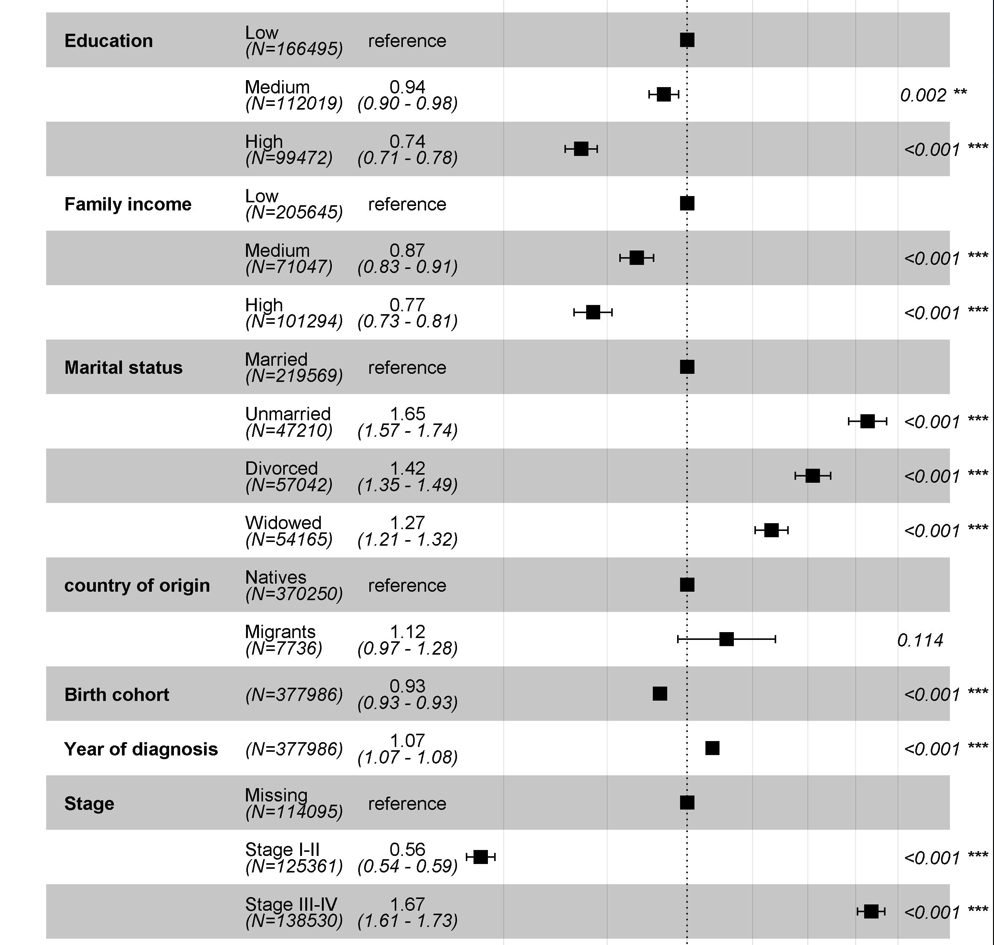 Education Low reference
(N=166495)
Medium 0.94 0.002 **
(N=112019) (0.90 - 0.98)
High 0.74 <0.001 ***
(N=99472) (0.71 - 0.78)
Family income Low reference
(N=205645)
Medium 0.87 <0.001 ***
(N=71047) (0.83 - 0.91)
High 0.77 <0.001 ***
(N=101294) (0.73 - 0.81)
Marital status Married reference
(N=219569)
Unmarried 1.65 <0.001 ***
(N=47210) (1.57 - 1.74)
Divorced 1.42 <0.001 ***
(N=57042) (1.35 - 1.49)
Widowed 1.27 <0.001 ***
(N=54165) (1.21 - 1.32)
country of origin Natives reference
(N=370250)
Migrants 1.12 0.114
(N=7736) (0.97 - 1.28)
Birth cohort (N=377986) 0.93 <0.001 ***
(0.93 - 0.93)
Year of diagnosis (N=377986) 1.07 <0.001 ***
(1.07 - 1.08)
Stage Missing reference
(N=114095)
Stage I-II 0.56 <0.001 ***
(N=125361) (0.54 - 0.59)
Stage III-IV 1.67 <0.001 ***
(N=138530) (1.61 - 1.73)